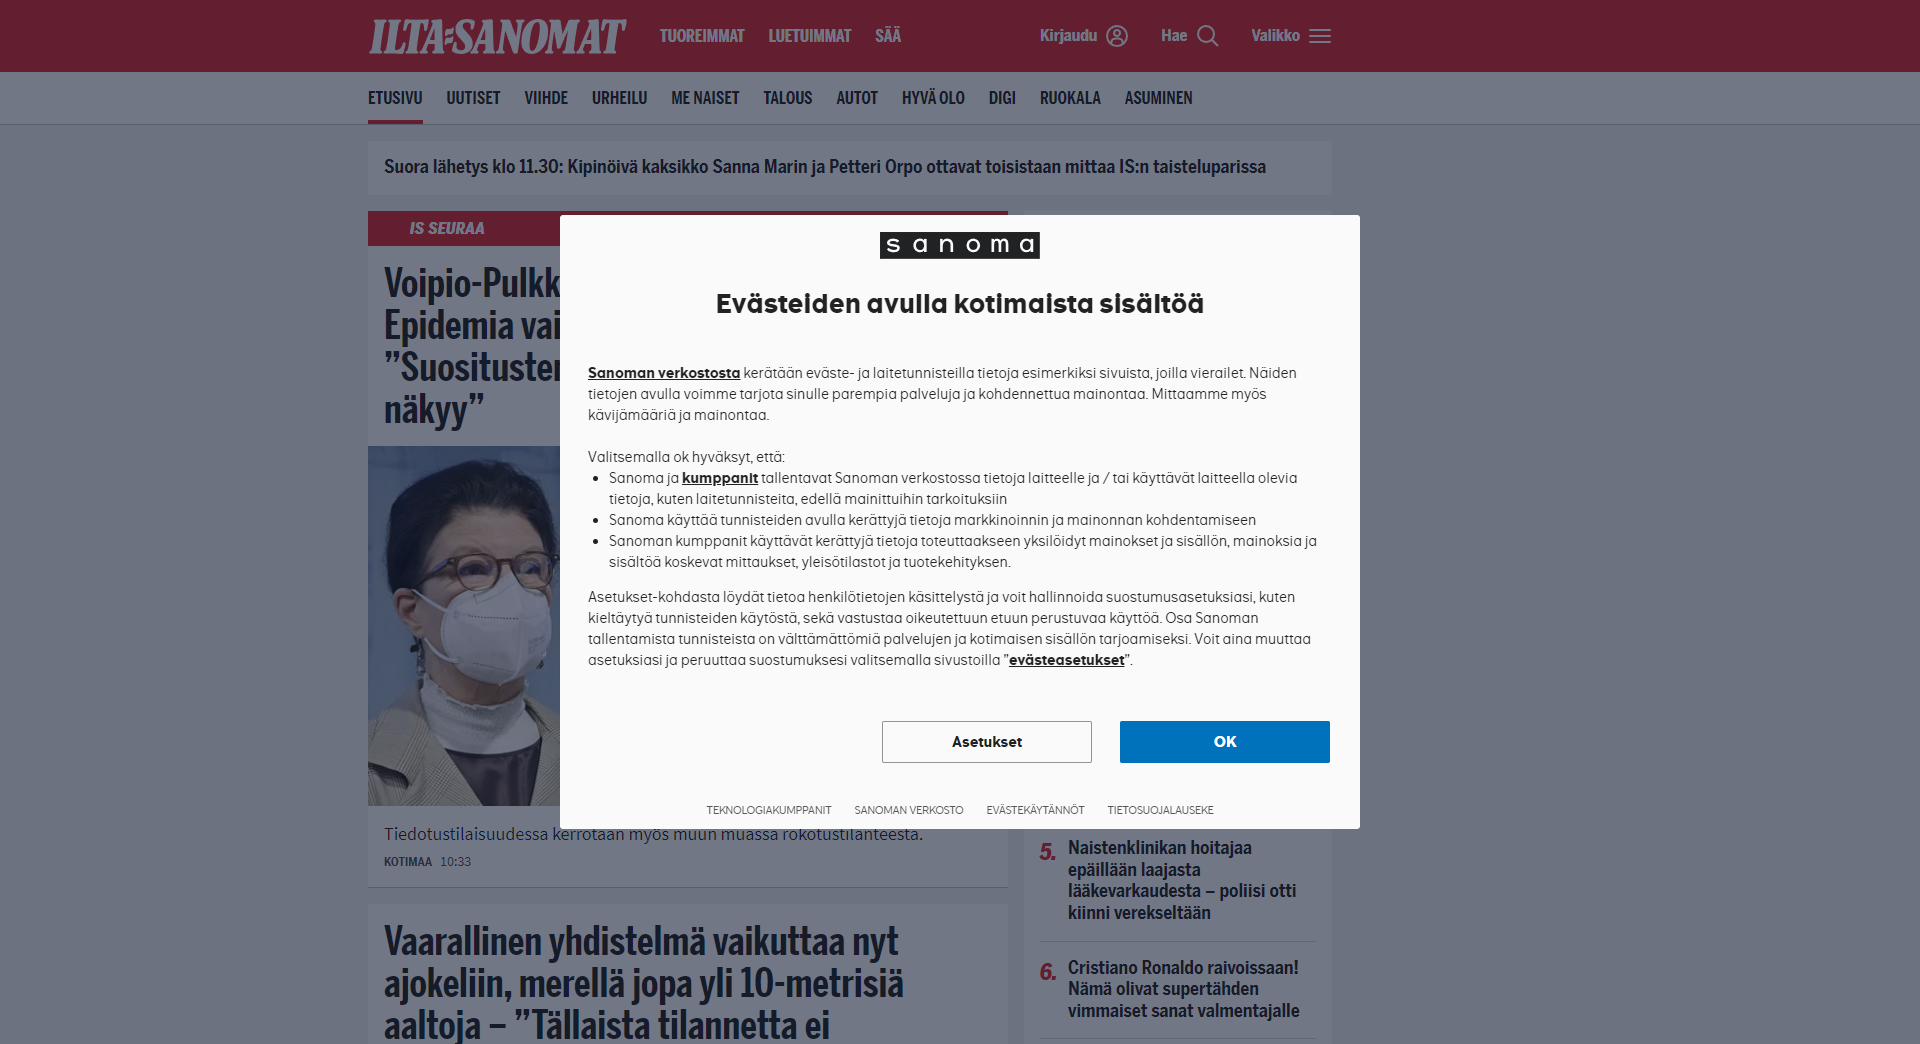 ILTA-SANOMAT
TUOREIMMAT LUETUIMMAT SÄÄ
Kirjaudu Hae Valikko
ETUSIVU UUTISET VIIHDE URHEILU ME NAISET TALOUS AUTOT HYVÄ OLO DIGI RUOKALA ASUMINEN
Suora lähetys klo 11.30: Kipinöivä kaksikko Sanna Marin ja Petteri Orpo ottavat toisistaan mittaa IS:n taisteluparissa
IS SEURAA
Voipio-Pulkk
Epidemia vai
”Suositusten
näkyy”
sanoma
Evästeiden avulla kotimaista sisältöä
Sanoman verkostosta kerätään eväste- ja laitetunnisteilla tietoja esimerkiksi sivuista, joilla vierailet. Näiden
tietojen avulla voimme tarjota sinulle parempia palveluja ja kohdennettua mainontaa. Mittaamme myös
kävijämääriä ja mainontaa.
Valitsemalla ok hyväksyt, että:
• Sanoma ja kumppanit tallentavat Sanoman verkostossa tietoja laitteelle ja / tai käyttävät laitteella olevia
tietoja, kuten laitetunnisteita, edellä mainittuihin tarkoituksiin
• Sanoma käyttää tunnisteiden avulla kerättyjä tietoja markkinoinnin ja mainonnan kohdentamiseen
• Sanoman kumppanit käyttävät kerättyjä tietoja toteuttaakseen yksilöidyt mainokset ja sisällön, mainoksia ja
sisältöä koskevat mittaukset, yleisötilastot ja tuotekehityksen.
Asetukset-kohdasta löydät tietoa henkilötietojen käsittelystä ja voit hallinnoida suostumusasetuksiasi, kuten
kieltäytyä tunnisteiden käytöstä, sekä vastustaa oikeutettuun etuun perustuvaa käyttöä. Osa Sanoman
tallentamista tunnisteista on välttämättömiä palvelujen ja kotimaisen sisällön tarjoamiseksi. Voit aina muuttaa
asetuksiasi ja peruuttaa suostumuksesi valitsemalla sivustoilla ”evästeasetukset”.
Asetukset OK
TEKNOLOGIAKUMPPANIT SANOMAN VERKOSTO EVÄSTEKÄYTÄNNÖT TIETOSUOJALAUSEKE
Tiedotustilaisuudessa kerrotaan myös muun muassa rokotustilanteesta.
KOTIMAA 10:33
Vaarallinen yhdistelmä vaikuttaa nyt
ajokeliin, merellä jopa yli 10-metrisiä
aaltoja – ”Tällaista tilannetta ei
5. Naistenklinikan hoitajaa
epäillään laajasta
lääkevarkaudesta – poliisi otti
kiinni verekseltään
6. Cristiano Ronaldo raivoissaan!
Nämä olivat supertähden
vimmaiset sanat valmentajalle